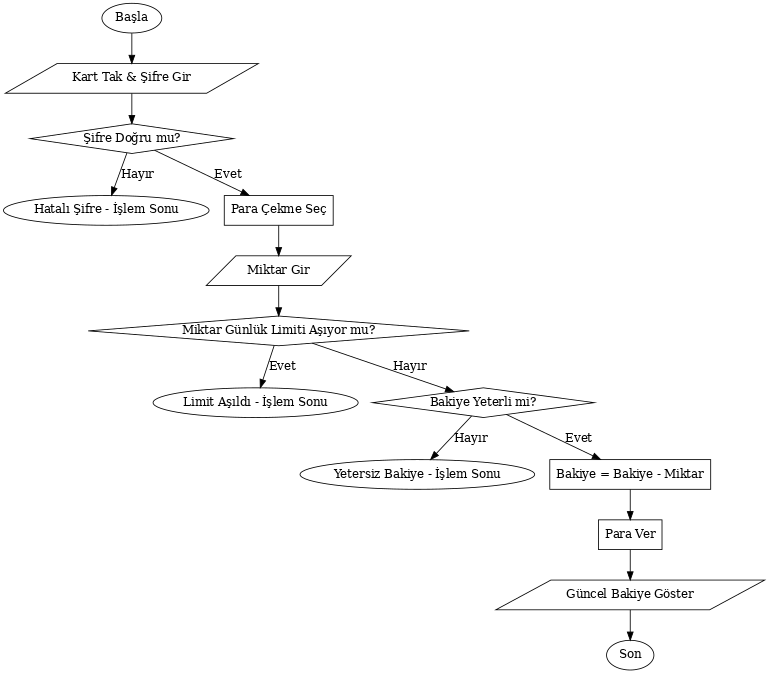 Başla
Kart Tak & Şifre Gir
Şifre Doğru mu?
Hayır
Evet
Hatalı Şifre - İşlem Sonu
Para Çekme Seç
Miktar Gir
Miktar Günlük Limiti Aşıyor mu?
Evet
Hayır
Limit Aşıldı - İşlem Sonu
Bakiye Yeterli mi?
Hayır
Evet
Yetersiz Bakiye - İşlem Sonu
Bakiye = Bakiye - Miktar
Para Ver
Güncel Bakiye Göster
Son